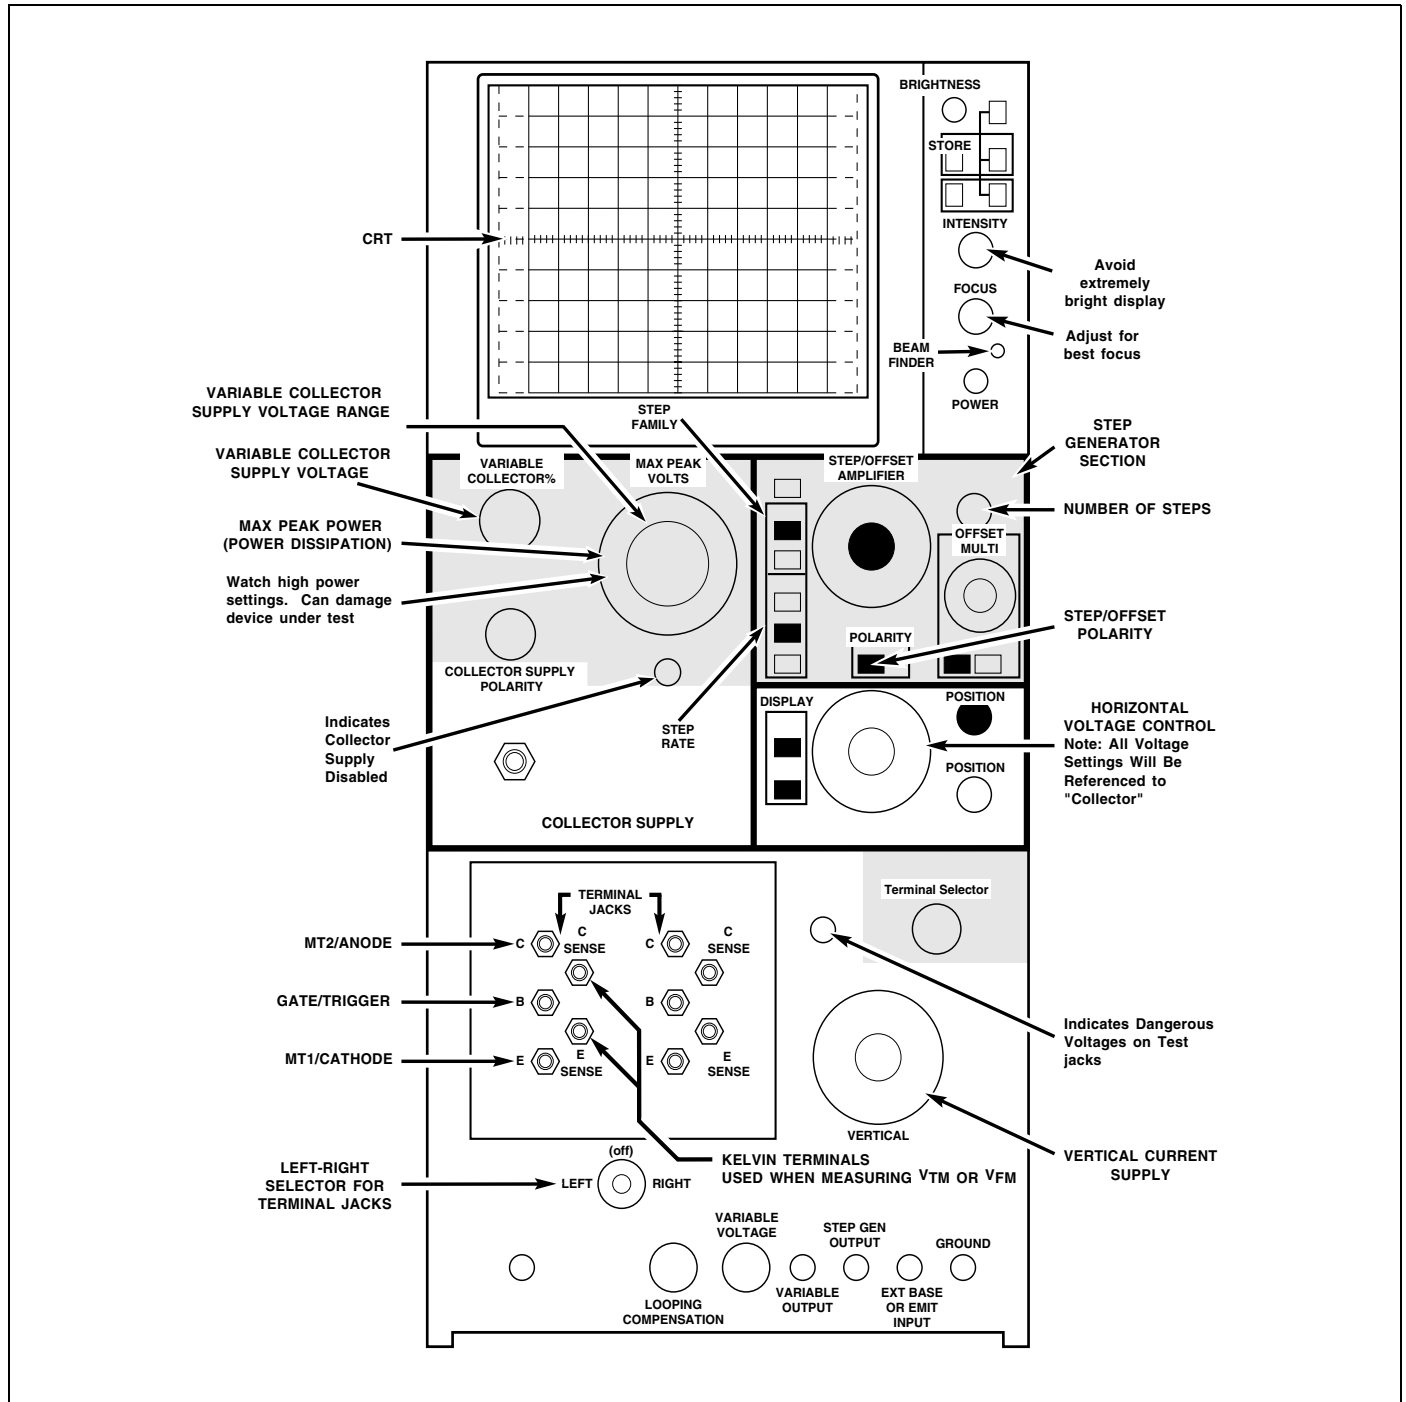 BRIGHTNESS
STORE
INTENSITY
Avoid
extremely
bright display
FOCUS
Adjust for
best focus
BEAM
FINDER
POWER
CRT
VARIABLE COLLECTOR
SUPPLY VOLTAGE RANGE
STEP
FAMILY
STEP
GENERATOR
SECTION
VARIABLE COLLECTOR
SUPPLY VOLTAGE
VARIABLE
COLLECTOR%
MAX PEAK
VOLTS
STEP/OFFSET
AMPLIFIER
NUMBER OF STEPS
MAX PEAK POWER
(POWER DISSIPATION)
OFFSET
MULTI
Watch high power
settings. Can damage
device under test
STEP/OFFSET
POLARITY
POLARITY
COLLECTOR SUPPLY
POLARITY
Indicates
Collector
Supply
Disabled
STEP
RATE
DISPLAY
POSITION
POSITION
HORIZONTAL
VOLTAGE CONTROL
Note: All Voltage
Settings Will Be
Referenced to
"Collector"
COLLECTOR SUPPLY
TERMINAL
JACKS
Terminal Selector
MT2/ANODE
C
C
SENSE
C
C
SENSE
GATE/TRIGGER
B
B
MT1/CATHODE
E
E
SENSE
E
E
SENSE
Indicates Dangerous
Voltages on Test
jacks
VERTICAL
VERTICAL CURRENT
SUPPLY
KELVIN TERMINALS
USED WHEN MEASURING VTM OR VFM
LEFT-RIGHT
SELECTOR FOR
TERMINAL JACKS
(off)
LEFT
RIGHT
VARIABLE
VOLTAGE
STEP GEN
OUTPUT
GROUND
LOOPING
COMPENSATION
VARIABLE
OUTPUT
EXT BASE
OR EMIT
INPUT